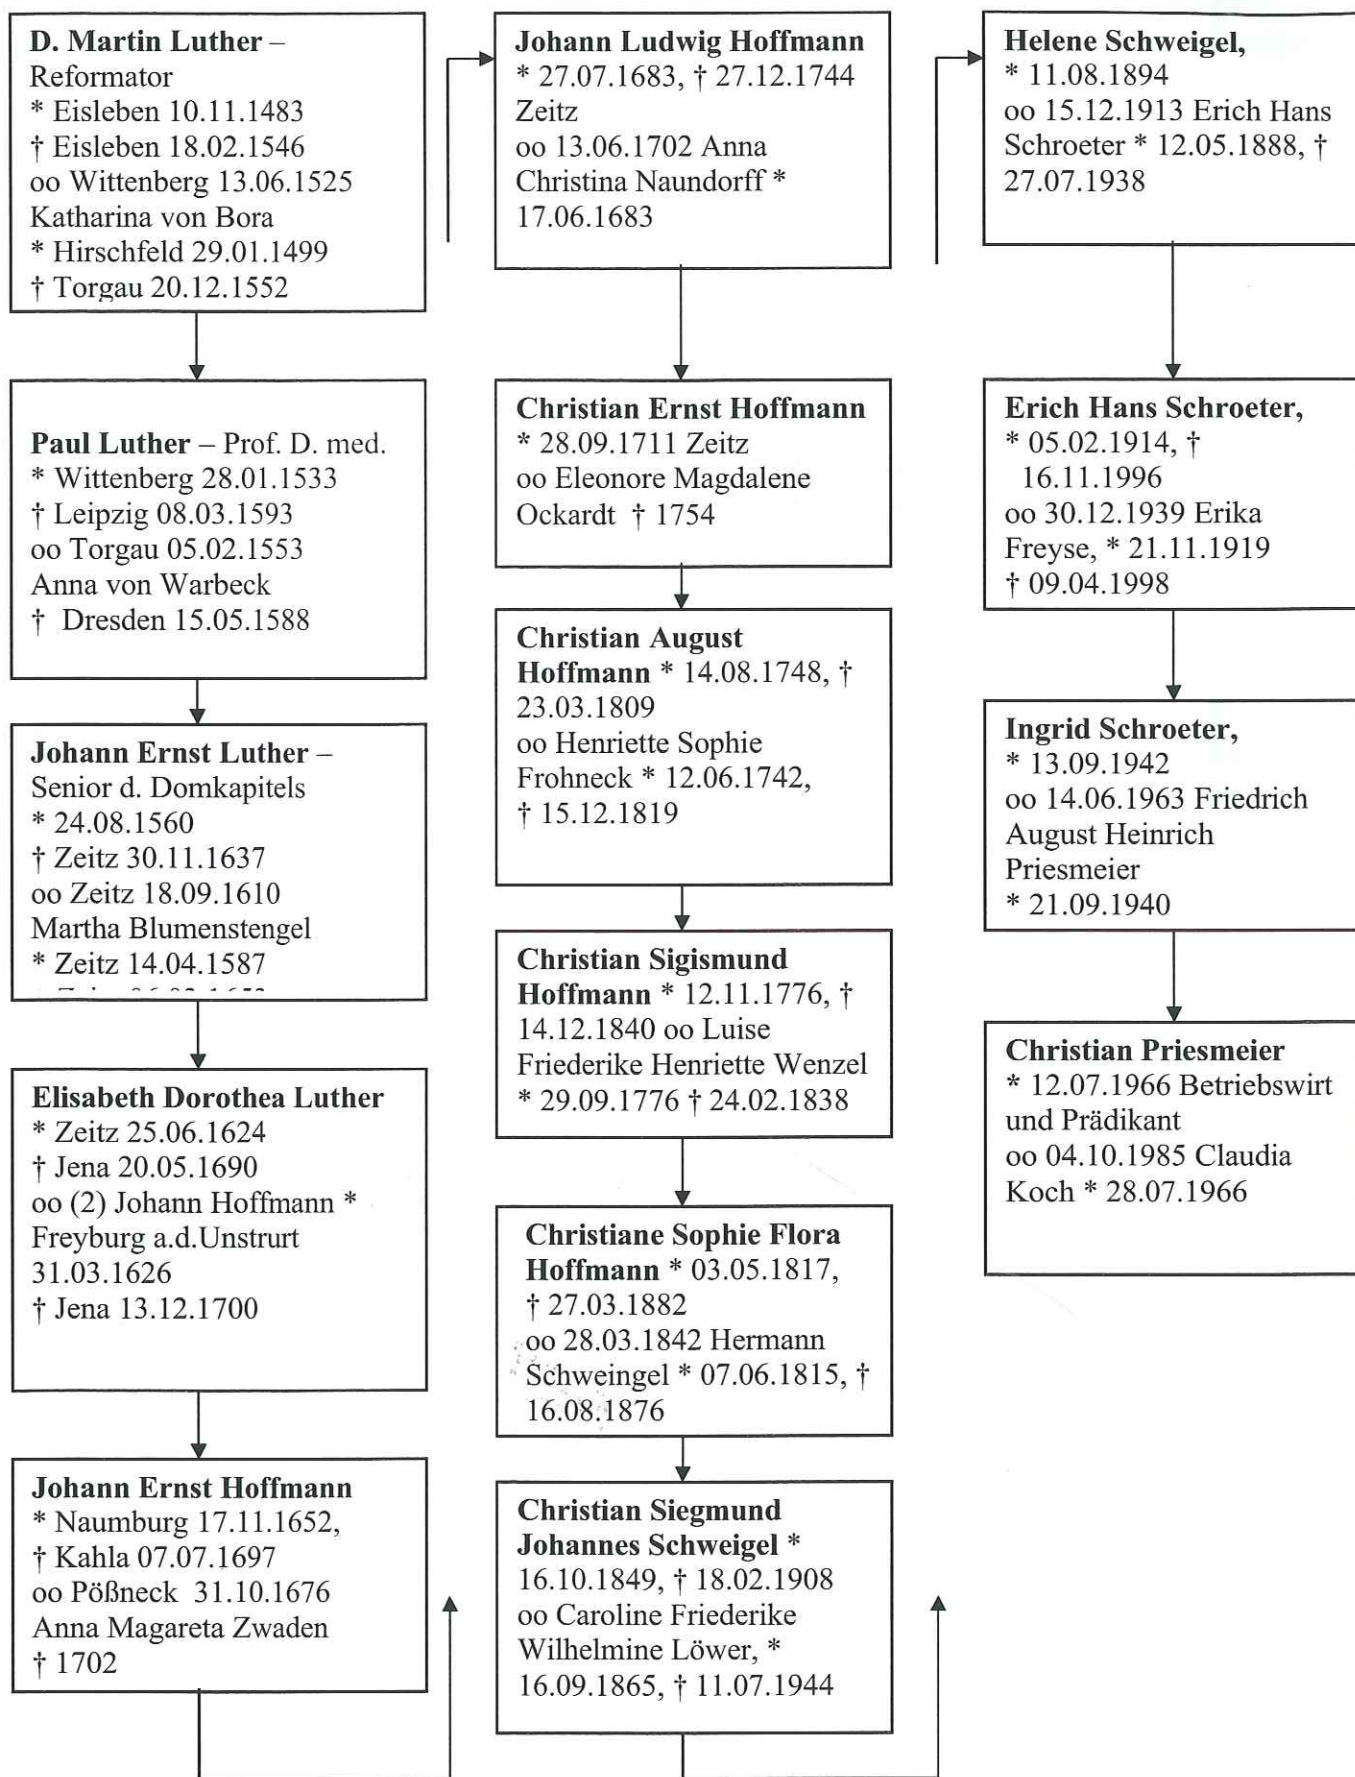 D. Martin Luther –
Reformator
* Eisleben 10.11.1483
† Eisleben 18.02.1546
oo Wittenberg 13.06.1525
Katharina von Bora
* Hirschfeld 29.01.1499
† Torgau 20.12.1552
Paul Luther – Prof. D. med.
* Wittenberg 28.01.1533
† Leipzig 08.03.1593
oo Torgau 05.02.1553
Anna von Warbeck
† Dresden 15.05.1588
Johann Ernst Luther –
Senior d. Domkapitels
* 24.08.1560
† Zeitz 30.11.1637
oo Zeitz 18.09.1610
Martha Blumenstengel
* Zeitz 14.04.1587
Elisabeth Dorothea Luther
* Zeitz 25.06.1624
† Jena 20.05.1690
oo (2) Johann Hoffmann *
Freyburg a.d.Unstrurt
31.03.1626
† Jena 13.12.1700
Johann Ernst Hoffmann
* Naumburg 17.11.1652,
† Kahla 07.07.1697
oo Pößneck 31.10.1676
Anna Magareta Zwaden
† 1702
Johann Ludwig Hoffmann
* 27.07.1683, † 27.12.1744
Zeitz
oo 13.06.1702 Anna
Christina Naundorff *
17.06.1683
Christian Ernst Hoffmann
* 28.09.1711 Zeitz
oo Eleonore Magdalene
Ockardt † 1754
Christian August
Hoffmann * 14.08.1748, †
23.03.1809
oo Henriette Sophie
Frohneck * 12.06.1742,
† 15.12.1819
Christian Sigismund
Hoffmann * 12.11.1776, †
14.12.1840 oo Luise
Friederike Henriette Wenzel
* 29.09.1776 † 24.02.1838
Christiane Sophie Flora
Hoffmann * 03.05.1817,
† 27.03.1882
oo 28.03.1842 Hermann
Schweingel * 07.06.1815, †
16.08.1876
Christian Siegmund
Johannes Schweigel *
16.10.1849, † 18.02.1908
oo Caroline Friederike
Wilhelmine Löwer, *
16.09.1865, † 11.07.1944
Helene Schweigel,
* 11.08.1894
oo 15.12.1913 Erich Hans
Schroeter * 12.05.1888, †
27.07.1938
Erich Hans Schroeter,
* 05.02.1914, †
16.11.1996
oo 30.12.1939 Erika
Freyse, * 21.11.1919
† 09.04.1998
Ingrid Schroeter,
* 13.09.1942
oo 14.06.1963 Friedrich
August Heinrich
Priesmeier
* 21.09.1940
Christian Priesmeier
* 12.07.1966 Betriebswirt
und Prädikant
oo 04.10.1985 Claudia
Koch * 28.07.1966